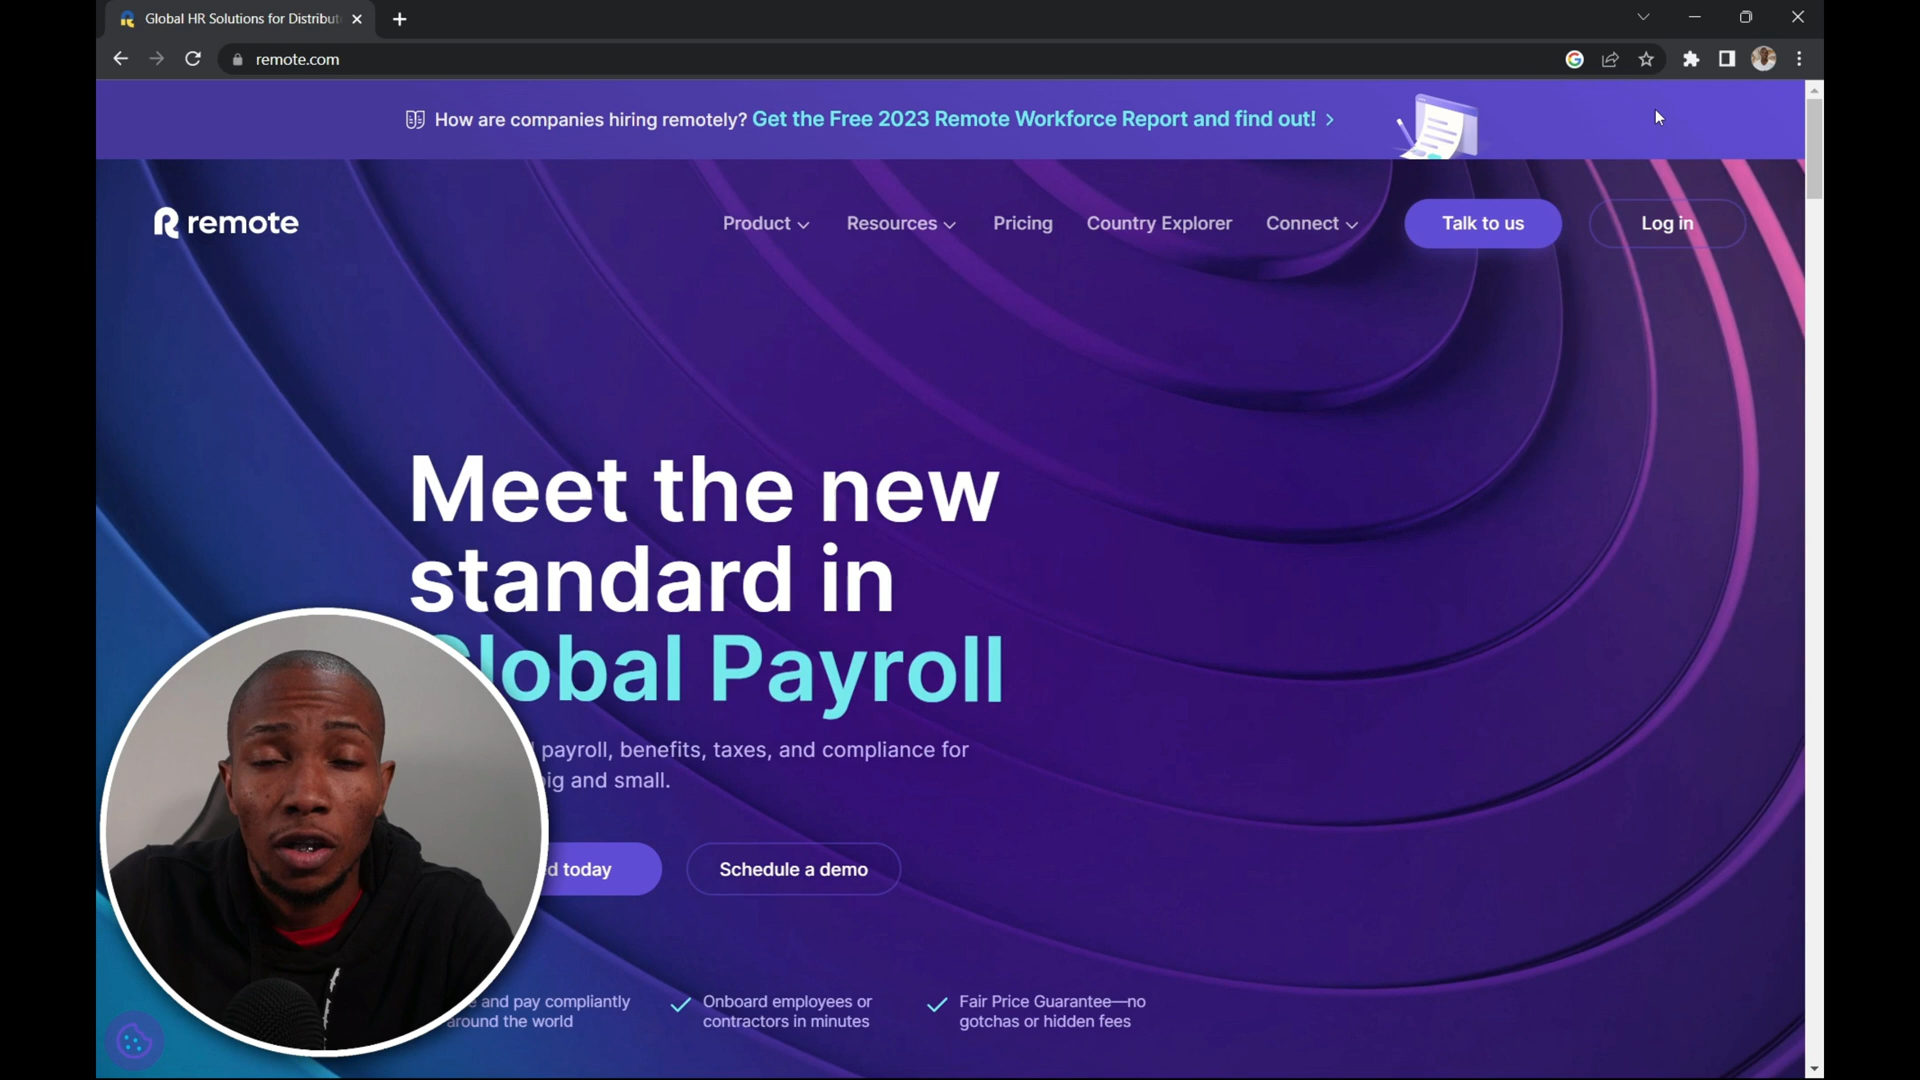 Global HR Solutions for Distribut
remote.com
How are companies hiring remotely? Get the Free 2023 Remote Workforce Report and find out!
remote
Product
Resources
Pricing
Country Explorer
Connect
Talk to us
Log in
Meet the new
standard in
lobal Payroll
payroll, benefits, taxes, and compliance for
ig and small.
d today
Schedule a demo
and pay compliantly
around the world
Onboard employees or
contractors in minutes
Fair Price Guarantee—no
gotchas or hidden fees